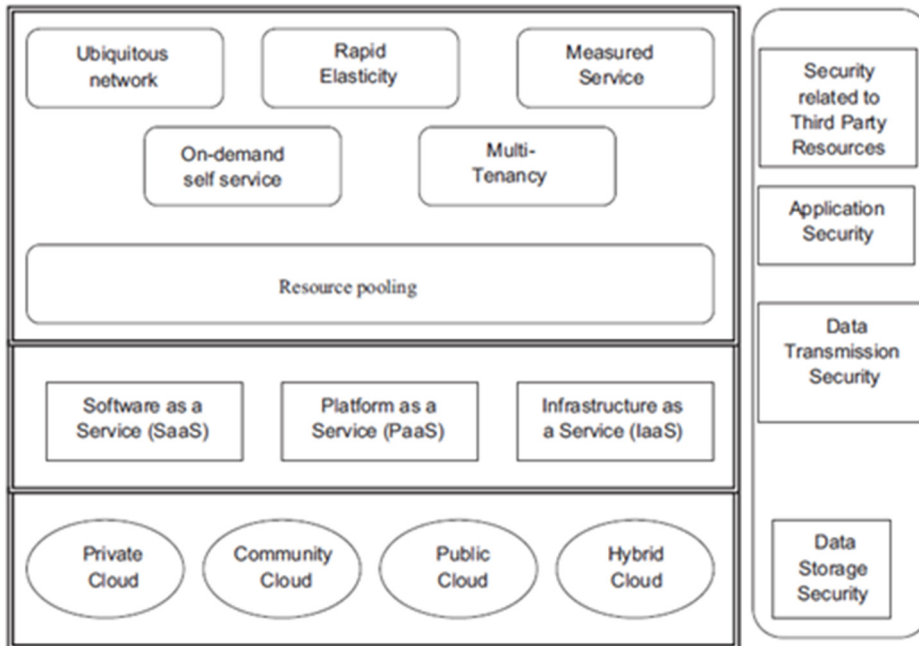 Ubiquitous
network
Rapid
Elasticity
Measured
Service
On-demand
self service
Multi-
Tenancy
Resource pooling
Software as a
Service (SaaS)
Platform as a
Service (PaaS)
Infrastructure as
a Service (IaaS)
Private
Cloud
Community
Cloud
Public
Cloud
Hybrid
Cloud
Security
related to
Third Party
Resources
Application
Security
Data
Transmission
Security
Data
Storage
Security